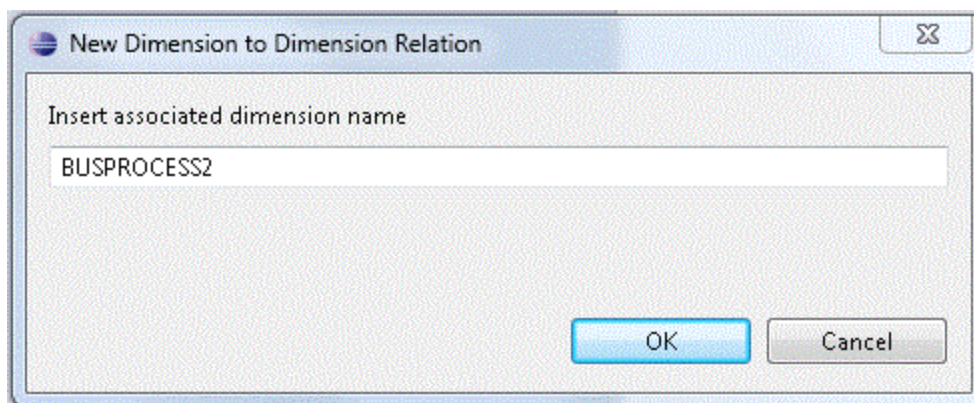 New Dimension to Dimension Relation
Insert associated dimension name
BUSPROCESS2
OK Cancel